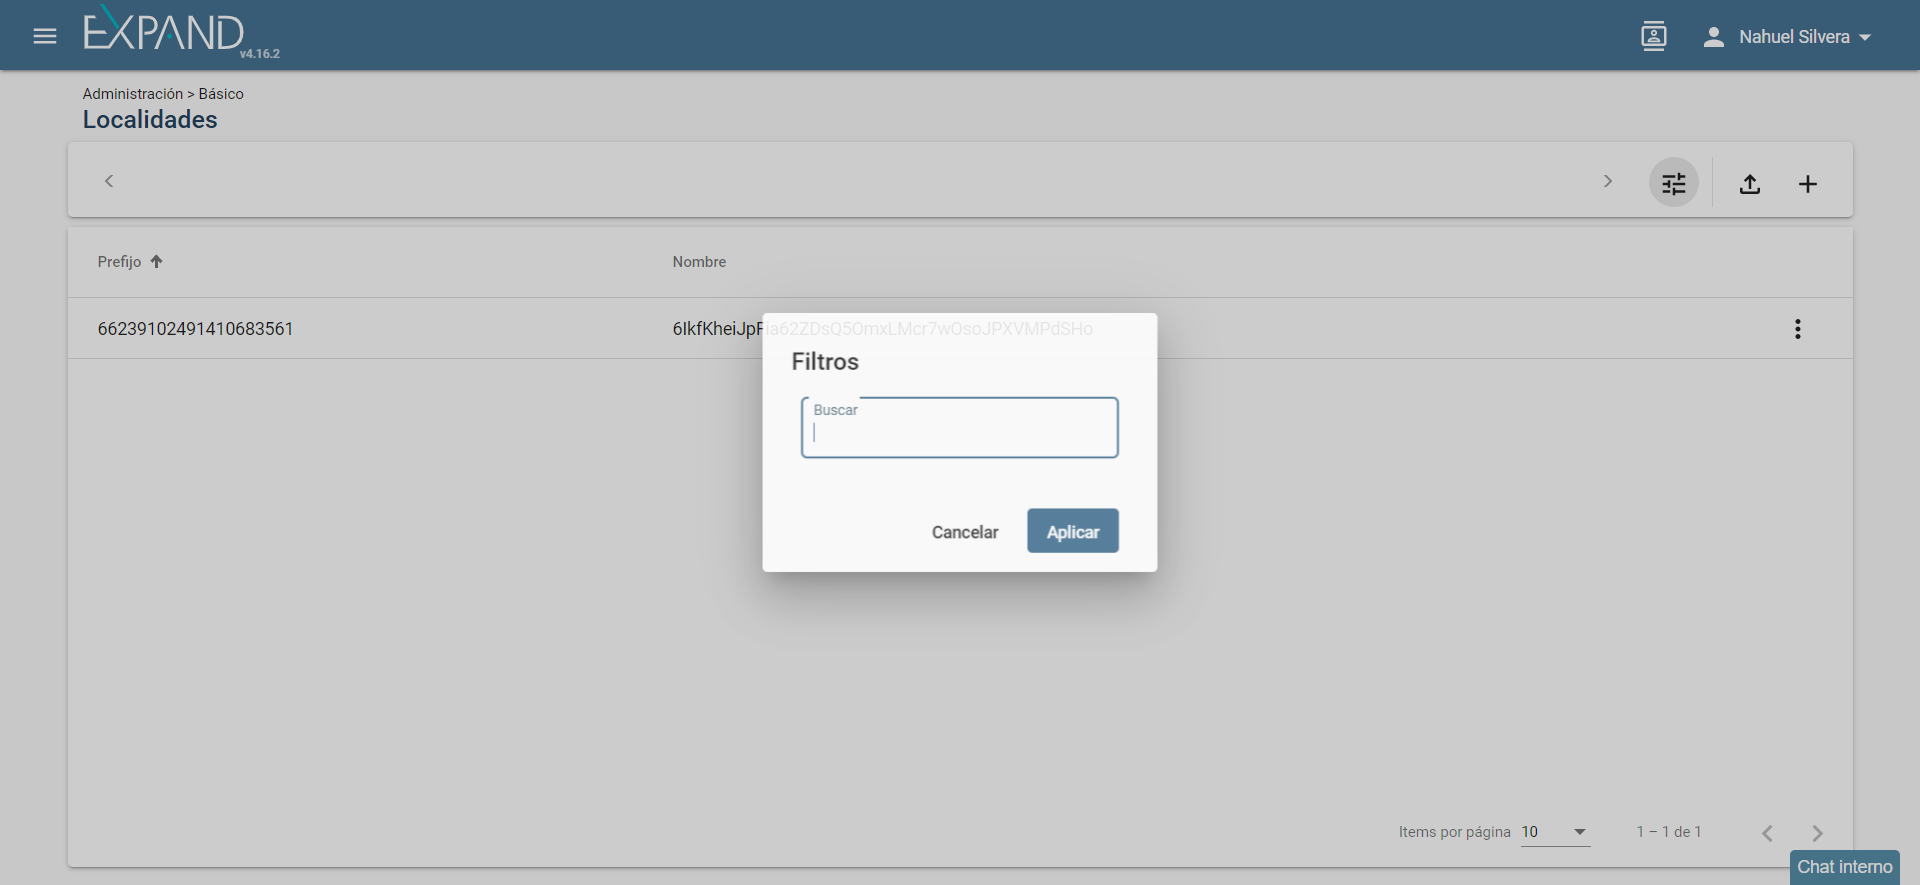 EXPAND
v4.16.2
Nahuel Silvera
Administración > Básico
Localidades
Prefijo
Nombre
66239102491410683561
6IkfKheiJpFia62ZDsQ5OmxLMcr7wOsoJPXVMPdSHo
Filtros
Buscar
Cancelar
Aplicar
Items por página 10
1 – 1 de 1
Chat interno